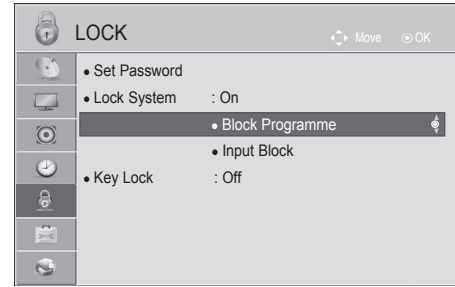 LOCK
Move OK
• Set Password
• Lock System : On
• Block Programme
• Input Block
• Key Lock : Off